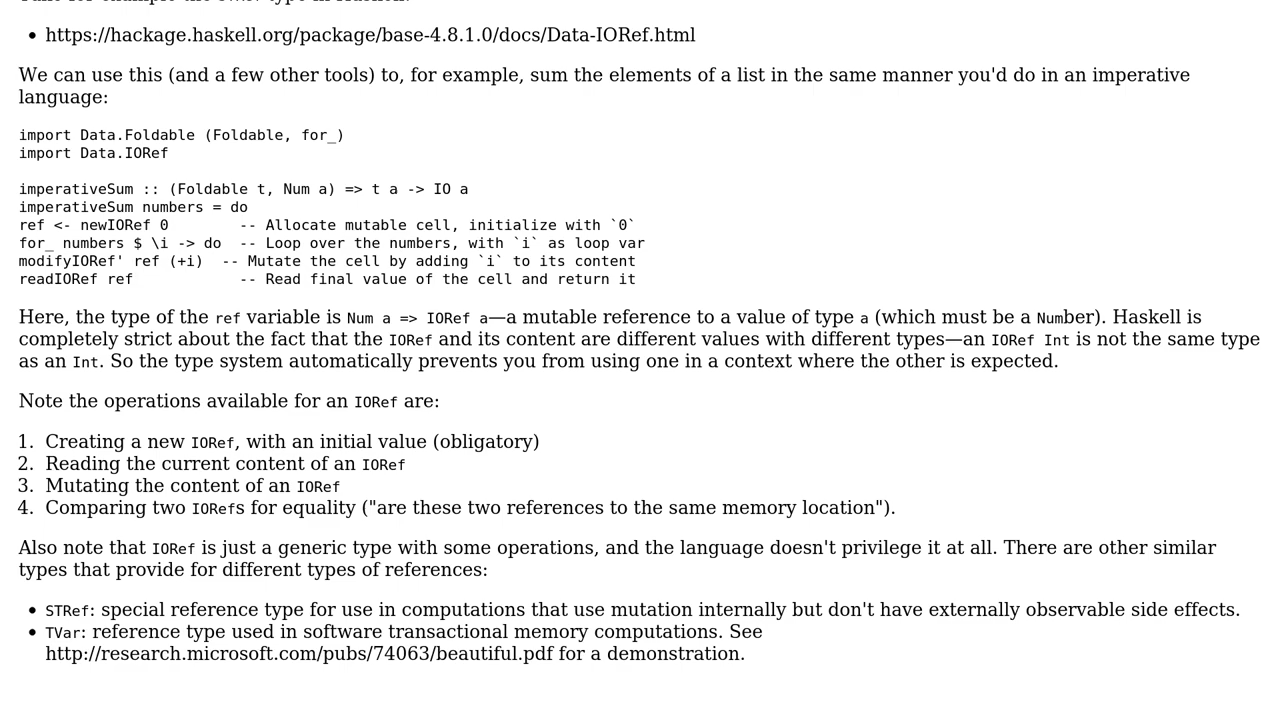 https://hackage.haskell.org/package/base-4.8.1.0/docs/Data-IORef.html
We can use this (and a few other tools) to, for example, sum the elements of a list in the same manner you'd do in an imperative
language:
import Data.Foldable (Foldable, for_)
import Data.IORef
imperativeSum :: (Foldable t, Num a) => t a -> IO a
imperativeSum numbers = do
ref <- newIORef 0        -- Allocate mutable cell, initialize with `0`
for_ numbers $ \i -> do  -- Loop over the numbers, with `i` as loop var
modifyIORef' ref (+i)  -- Mutate the cell by adding `i` to its content
readIORef ref            -- Read final value of the cell and return it
Here, the type of the ref variable is Num a => IORef a—a mutable reference to a value of type a (which must be a Number). Haskell is
completely strict about the fact that the IORef and its content are different values with different types—an IORef Int is not the same type
as an Int. So the type system automatically prevents you from using one in a context where the other is expected.
Note the operations available for an IORef are:
1. Creating a new IORef, with an initial value (obligatory)
2. Reading the current content of an IORef
3. Mutating the content of an IORef
4. Comparing two IORefs for equality ("are these two references to the same memory location").
Also note that IORef is just a generic type with some operations, and the language doesn't privilege it at all. There are other similar
types that provide for different types of references:
STRef: special reference type for use in computations that use mutation internally but don't have externally observable side effects.
TVar: reference type used in software transactional memory computations. See
http://research.microsoft.com/pubs/74063/beautiful.pdf for a demonstration.